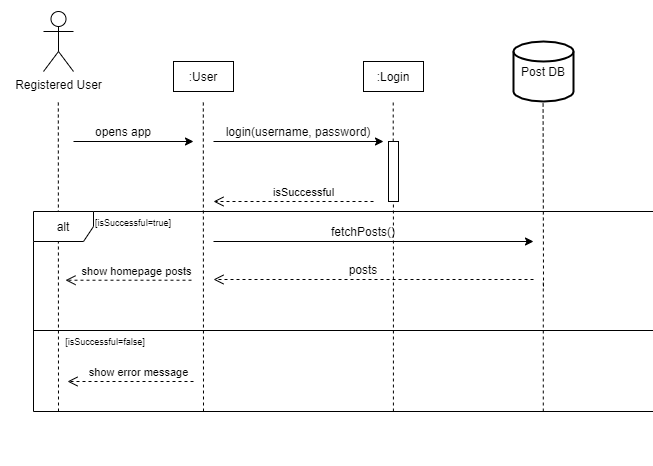 Registered User
:User
:Login
Post DB
opens app
login(username, password)
isSuccessful
alt
[isSuccessful=true]
fetchPosts()
show homepage posts
posts
[isSuccessful=false]
show error message